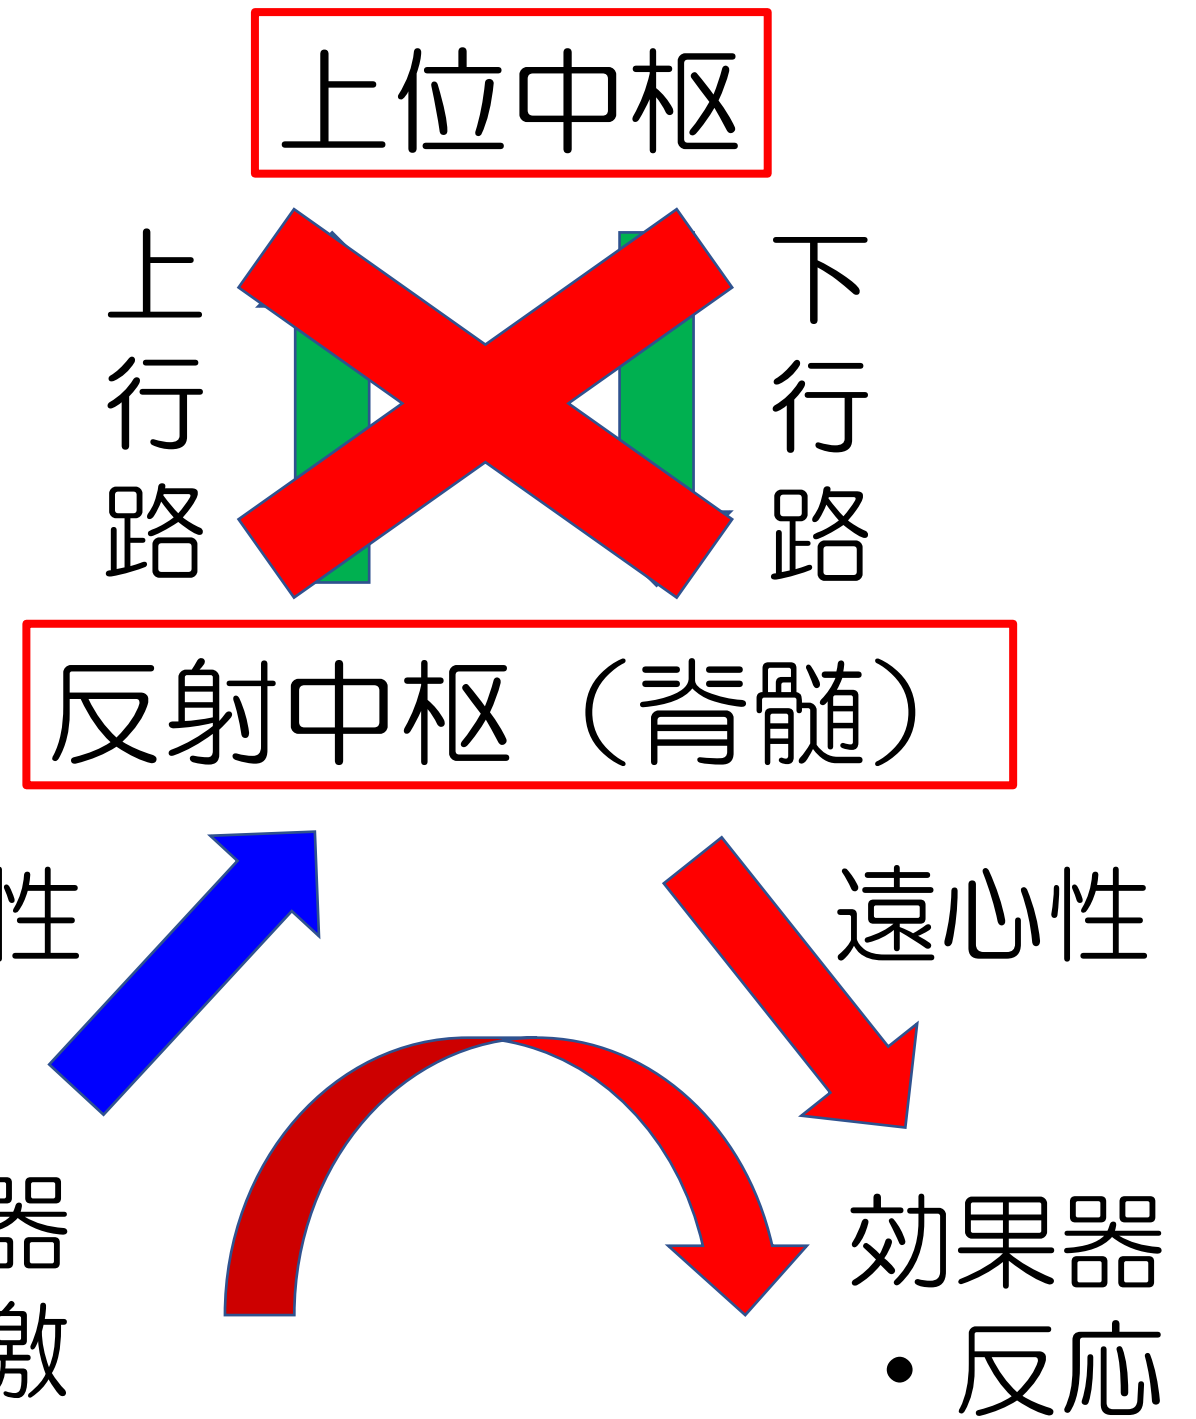 上位中枢
上行路
下行路
反射中枢（脊髄）
性
遠心性
器
激
効果器
・反応